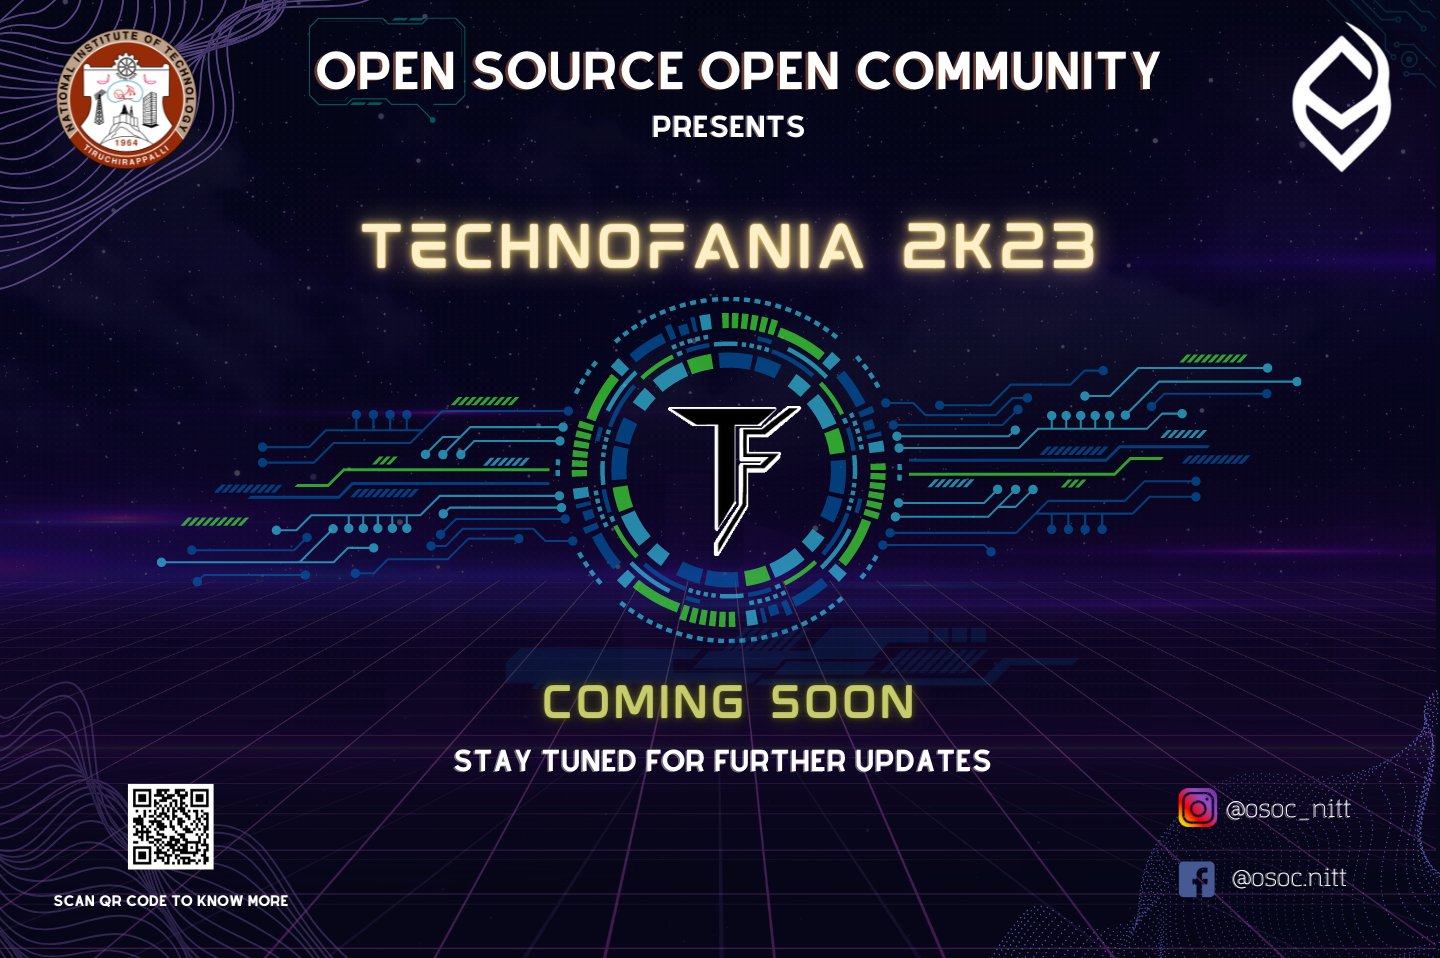 NATIONAL INSTITUTE OF TECHNOLOGY
1964
TIRUCHIRAPPALLI
OPEN SOURCE OPEN COMMUNITY
PRESENTS
TECHNOFANIA 2K23
TF
COMING SOON
STAY TUNED FOR FURTHER UPDATES
SCAN QR CODE TO KNOW MORE
@osoc_nitt
@osoc.nitt